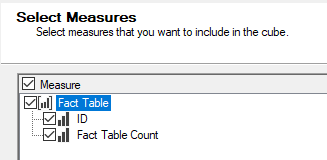 Select Measures
Select measures that you want to include in the cube.
Measure
Fact Table
ID
Fact Table Count